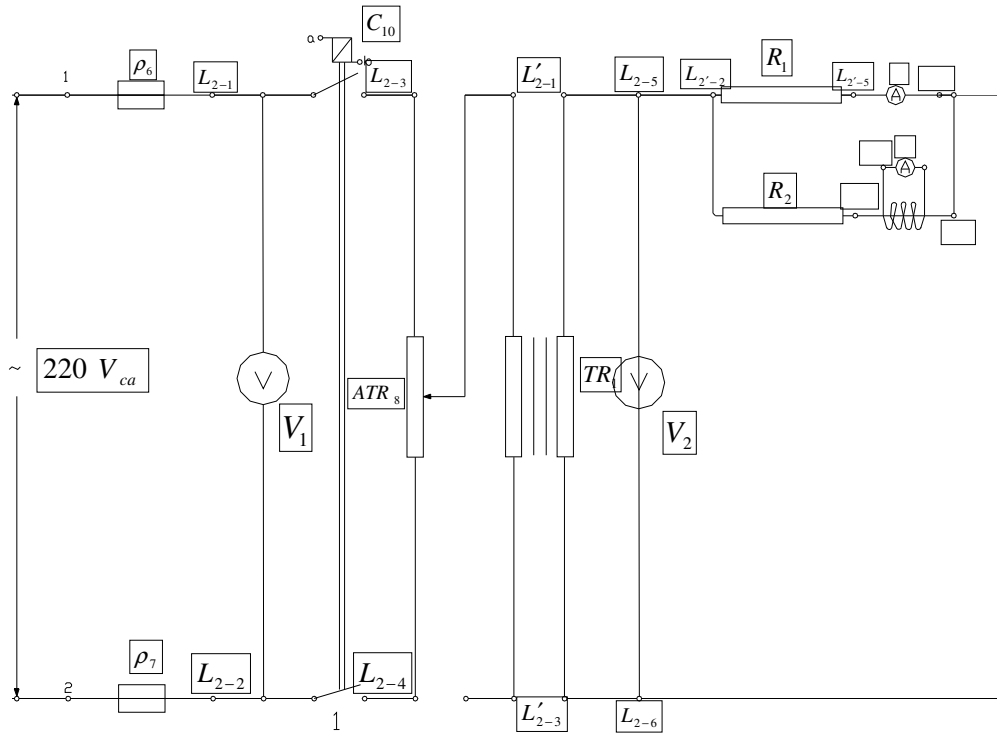 a
C₁₀
ρ₆
1
L₂₋₁
L₂₋₃
L′₂₋₁
L₂₋₅
L₂′₋₂
R₁
L₂′₋₅
A
A
R₂
~ 220 V_ca
V
V₁
ATR₈
TR
V
V₂
ρ₇
2
L₂₋₂
L₂₋₄
1
L′₂₋₃
L₂₋₆